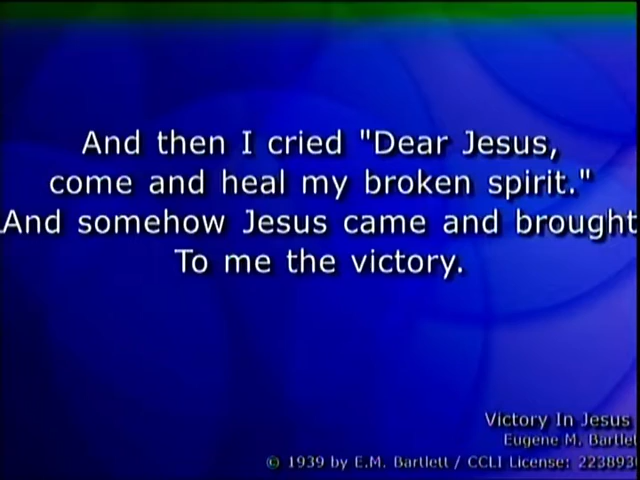 And then I cried "Dear Jesus,
come and heal my broken spirit."
And somehow Jesus came and brought
To me the victory.
Victory In Jesus
Eugene M. Bartlet
© 1939 by E.M. Bartlett / CCLI License: 223893